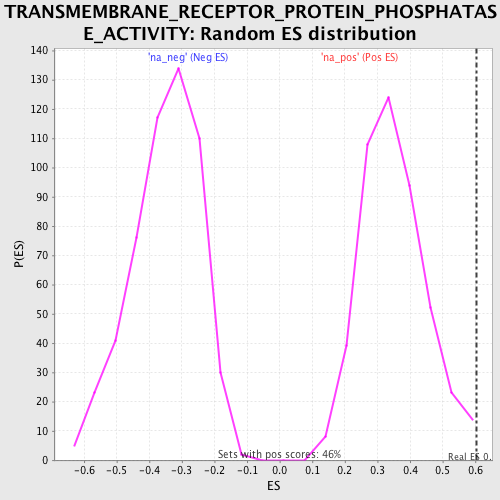 TRANSMEMBRANE_RECEPTOR_PROTEIN_PHOSPHATAS
E_ACTIVITY: Random ES distribution
'na_neg' (Neg ES)
'na_pos' (Pos ES)
140
130
120
110
100
90
80
70
60
50
40
30
20
10
0
P(ES)
Sets with pos scores: 46%
Real ES 0.
-0.6 -0.5 -0.4 -0.3 -0.2 -0.1 0.0 0.1 0.2 0.3 0.4 0.5 0.6
ES